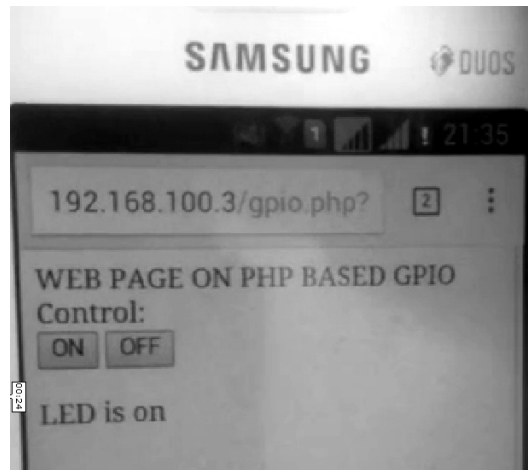 SAMSUNG DUOS
1 21:35
192.168.100.3/gpio.php? 2
WEB PAGE ON PHP BASED GPIO
Control:
ON OFF
LED is on
00:24